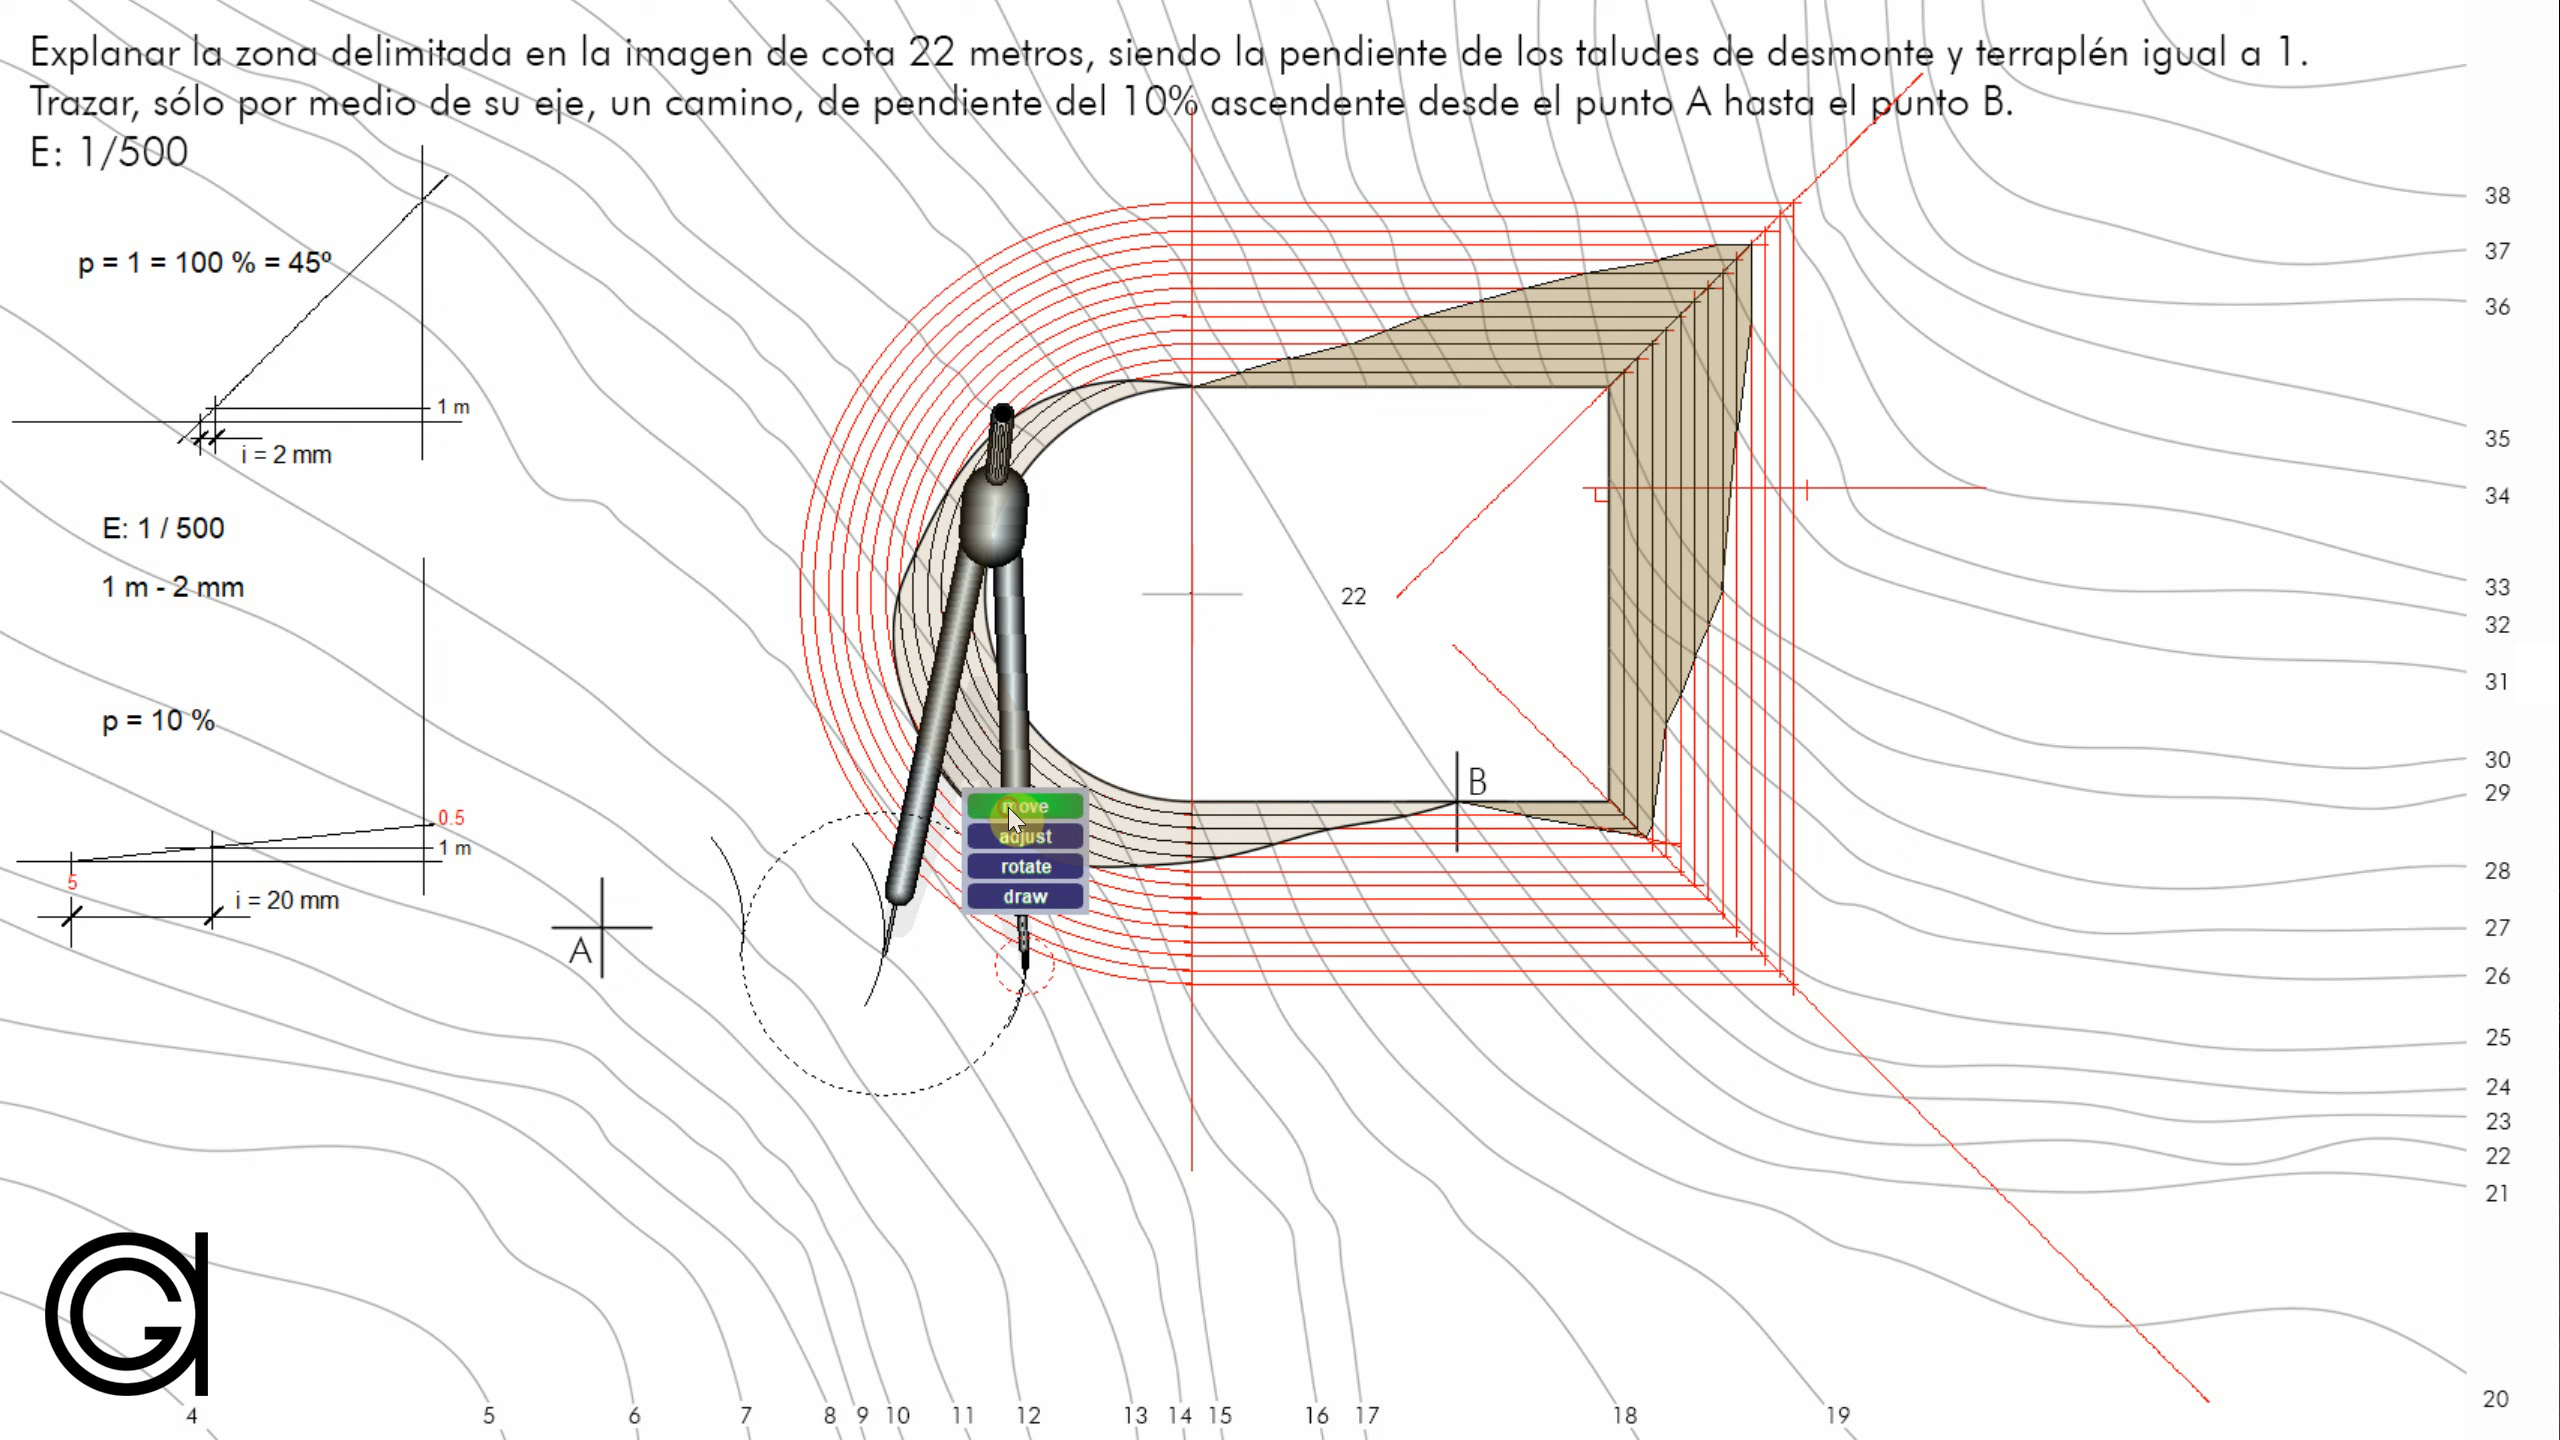 Explanar la zona delimitada en la imagen de cota 22 metros, siendo la pendiente de los taludes de desmonte y terraplén igual a 1.
Trazar, sólo por medio de su eje, un camino, de pendiente del 10% ascendente desde el punto A hasta el punto B.
E: 1/500
p = 1 = 100 % = 45º
1 m
i = 2 mm
E: 1 / 500
1 m - 2 mm
p = 10 %
0.5
1 m
5
i = 20 mm
A
22
B
move
adjust
rotate
draw
38
37
36
35
34
33
32
31
30
29
28
27
26
25
24
23
22
21
20
4 5 6 7 8 9 10 11 12 13 14 15 16 17 18 19